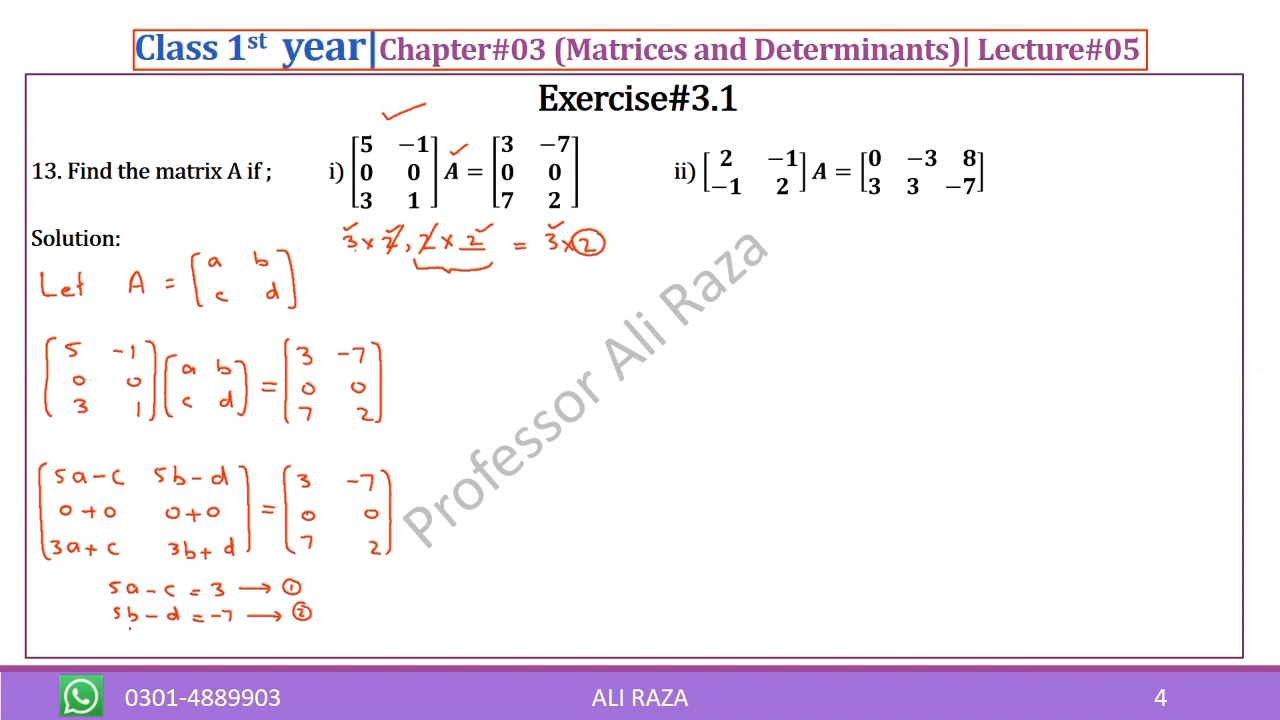 Class 1st year|Chapter#03 (Matrices and Determinants)| Lecture#05
Exercise#3.1
13. Find the matrix A if ; i) [5 −1; 0 0; 3 1] A = [3 −7; 0 0; 7 2] ii) [2 −1; −1 2] A = [0 −3 8; 3 3 −7]
Solution: 3 × 2, 2 × 2 = 3 × 2
Let A = [a b; c d]
[5 -1; 0 0; 3 1] [a b; c d] = [3 -7; 0 0; 7 2]
[5a - c 5b - d; 0 + 0 0 + 0; 3a + c 3b + d] = [3 -7; 0 0; 7 2]
5a - c = 3 → ①
5b - d = -7 → ②
Professor Ali Raza
0301-4889903 ALI RAZA 4